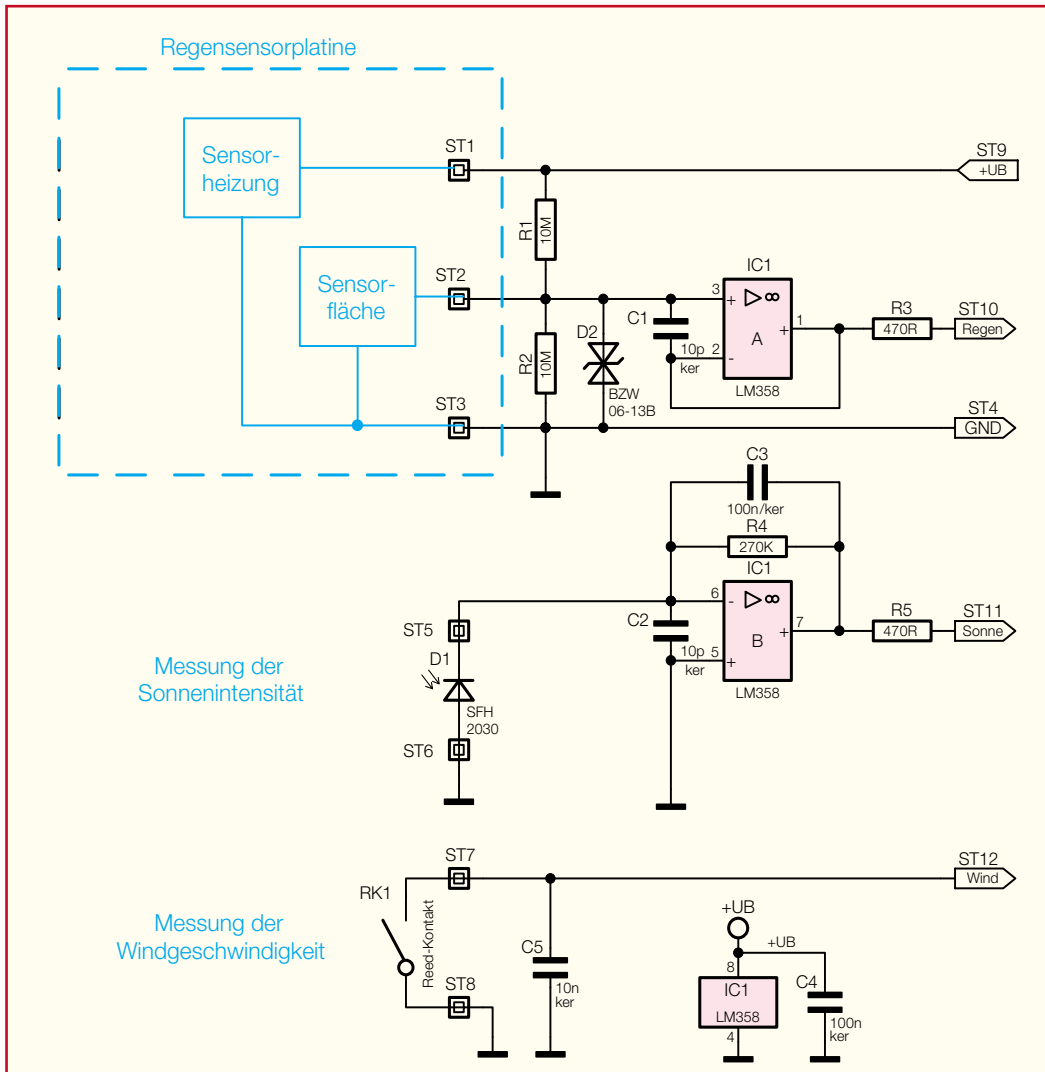 Regensensorplatine
Sensor-
heizung
ST1
ST9
+UB
R1
10M
Sensor-
fläche
ST2
IC1
3
+
∞
C1
10p
ker
2
-
A
+
1
LM358
R3
470R
ST10
Regen
R2
10M
D2
BZW
06-13B
ST3
ST4
GND
C3
100n/ker
R4
270K
IC1
6
-
∞
C2
10p
ker
5
+
B
+
7
LM358
R5
470R
ST11
Sonne
ST5
D1
SFH
2030
ST6
Messung der
Sonnenintensität
ST7
ST12
Wind
RK1
Reed-Kontakt
Messung der
Windgeschwindigkeit
ST8
C5
10n
ker
+UB
+UB
8
IC1
LM358
4
C4
100n
ker